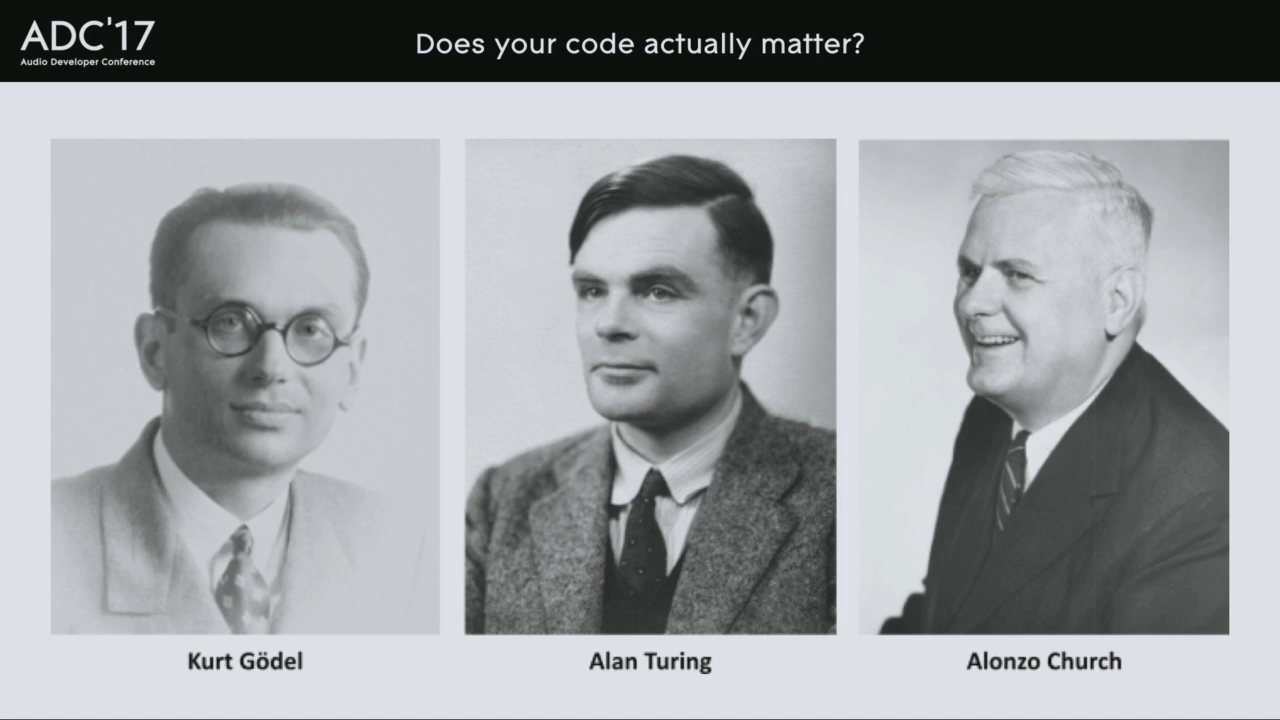 ADC'17
Audio Developer Conference
Does your code actually matter?
Kurt Gödel
Alan Turing
Alonzo Church